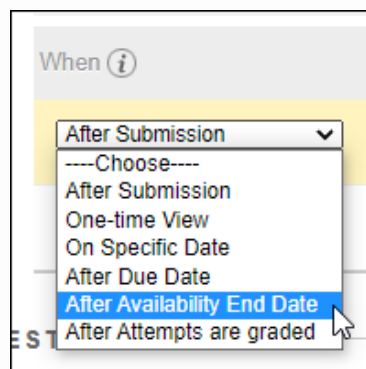 When i
After Submission
----Choose----
After Submission
One-time View
On Specific Date
After Due Date
After Availability End Date
After Attempts are graded
EST